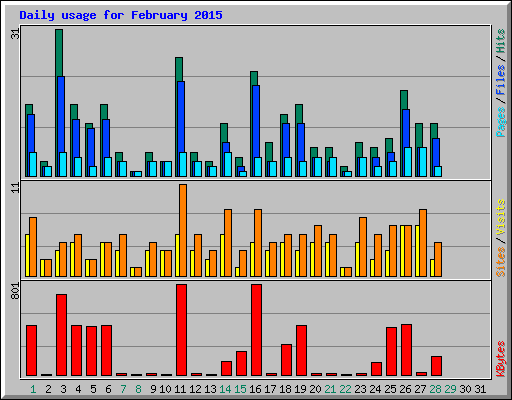 Daily usage for February 2015
31
Pages / Files / Hits
11
Sites / Visits
801
KBytes
1 2 3 4 5 6 7 8 9 10 11 12 13 14 15 16 17 18 19 20 21 22 23 24 25 26 27 28 29 30 31